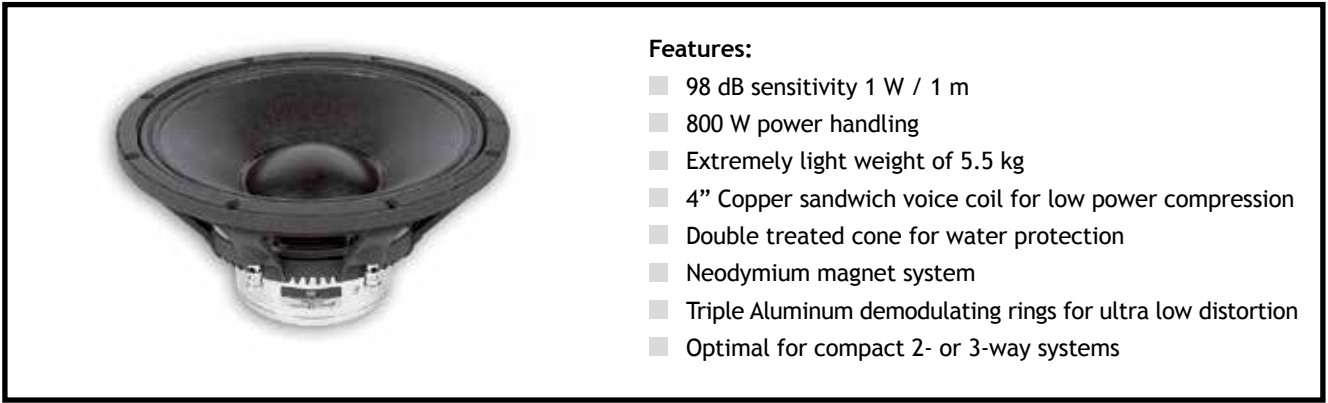 Features:
98 dB sensitivity 1 W / 1 m
800 W power handling
Extremely light weight of 5.5 kg
4” Copper sandwich voice coil for low power compression
Double treated cone for water protection
Neodymium magnet system
Triple Aluminum demodulating rings for ultra low distortion
Optimal for compact 2- or 3-way systems